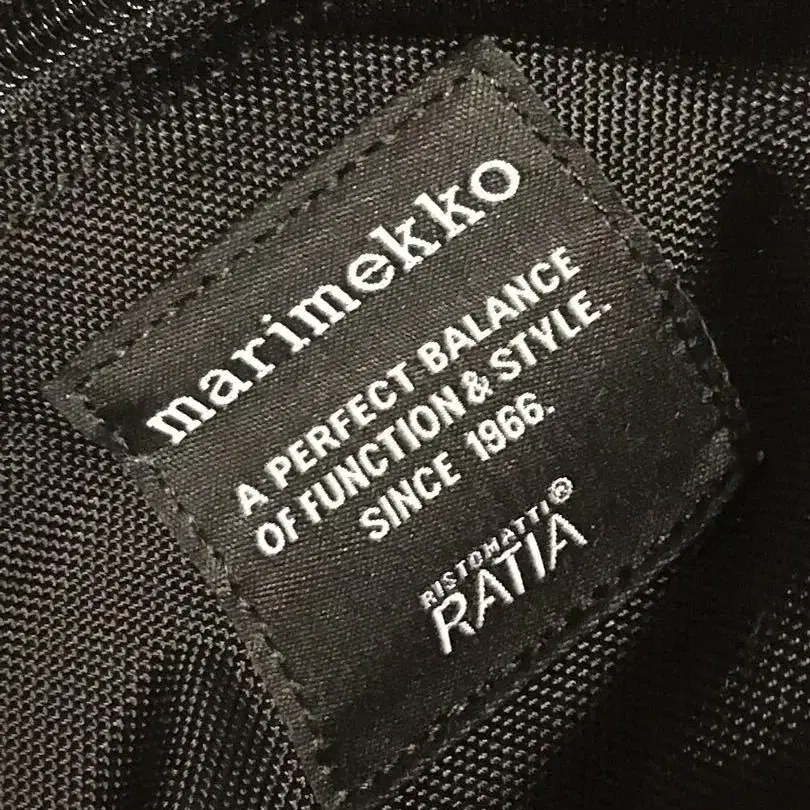 marimekko
A PERFECT BALANCE
OF FUNCTION & STYLE.
SINCE 1966.
RISTOMATTI®
RATIA